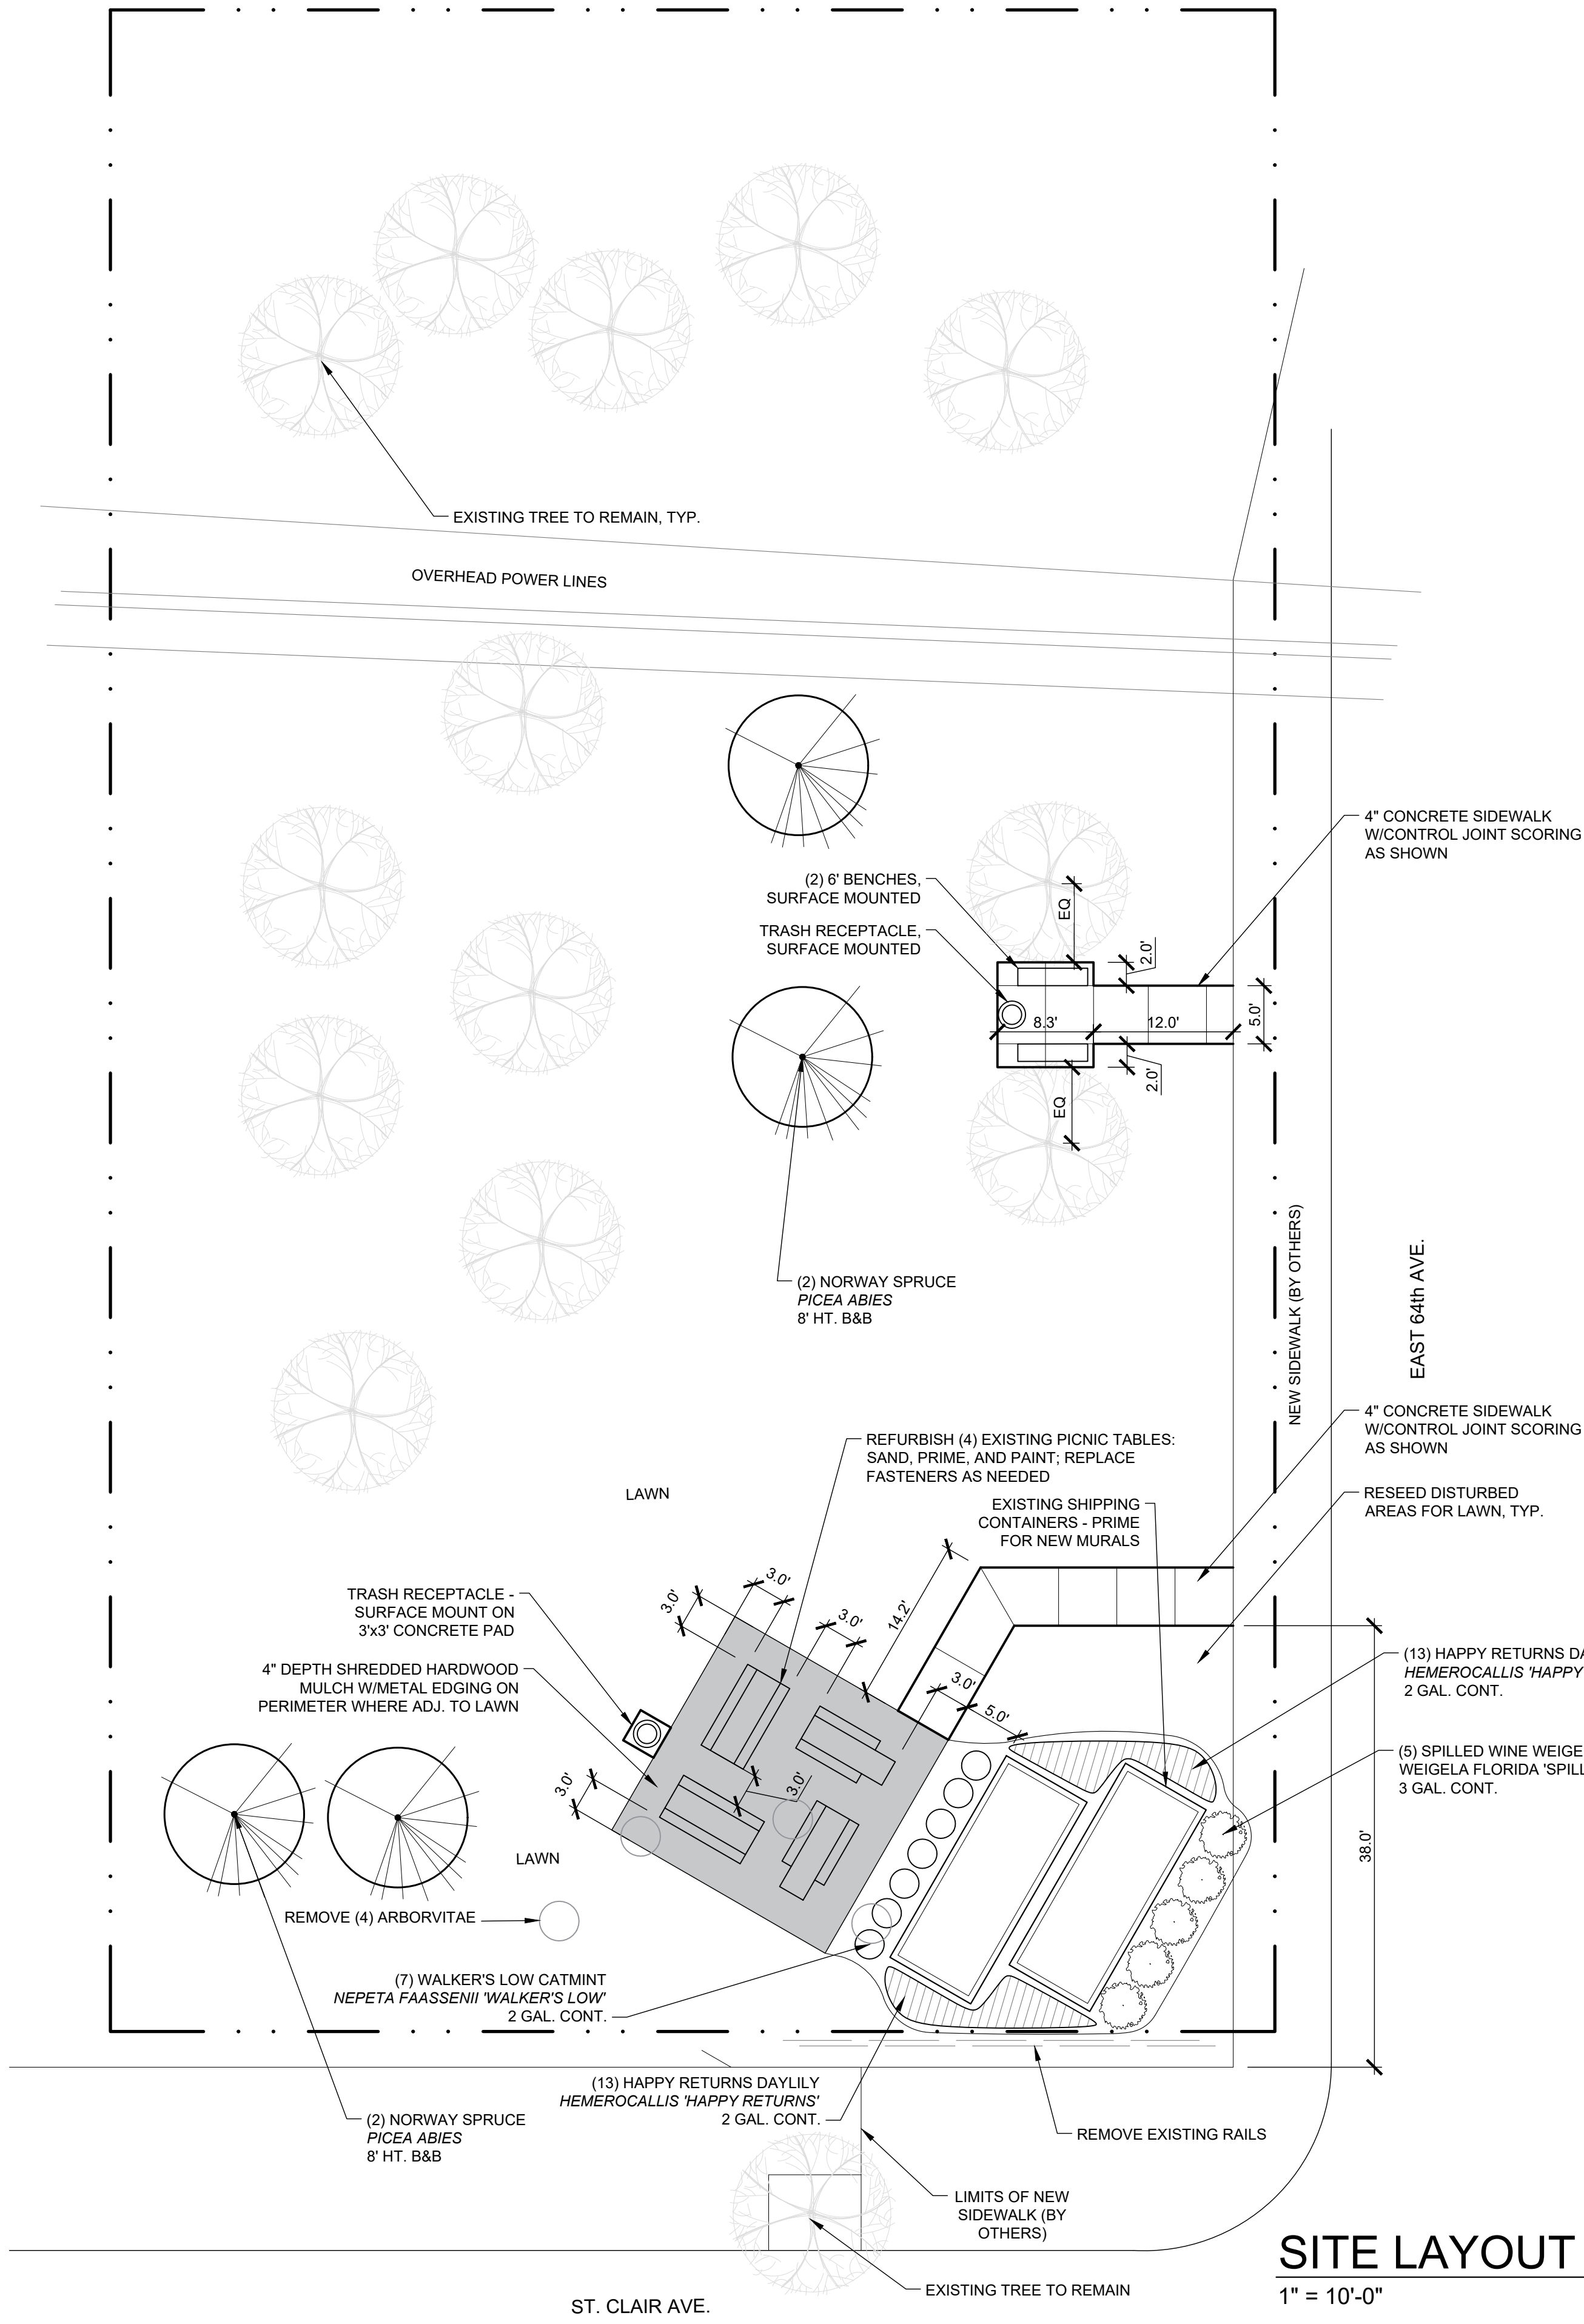 EXISTING TREE TO REMAIN, TYP.
OVERHEAD POWER LINES
4" CONCRETE SIDEWALK
W/CONTROL JOINT SCORING
AS SHOWN
(2) 6' BENCHES,
SURFACE MOUNTED
TRASH RECEPTACLE,
SURFACE MOUNTED
EQ
2.0'
8.3'
12.0'
5.0'
2.0'
EQ
NEW SIDEWALK (BY OTHERS)
EAST 64th AVE.
(2) NORWAY SPRUCE
PICEA ABIES
8' HT. B&B
4" CONCRETE SIDEWALK
W/CONTROL JOINT SCORING
AS SHOWN
REFURBISH (4) EXISTING PICNIC TABLES:
SAND, PRIME, AND PAINT; REPLACE
FASTENERS AS NEEDED
LAWN
RESEED DISTURBED
AREAS FOR LAWN, TYP.
EXISTING SHIPPING
CONTAINERS - PRIME
FOR NEW MURALS
TRASH RECEPTACLE -
SURFACE MOUNT ON
3'x3' CONCRETE PAD
3.0'
3.0'
3.0'
14.2'
4" DEPTH SHREDDED HARDWOOD
MULCH W/METAL EDGING ON
PERIMETER WHERE ADJ. TO LAWN
3.0'
5.0'
(13) HAPPY RETURNS DA
HEMEROCALLIS 'HAPPY
2 GAL. CONT.
(5) SPILLED WINE WEIGE
WEIGELA FLORIDA 'SPILL
3 GAL. CONT.
3.0'
3.0'
38.0'
LAWN
REMOVE (4) ARBORVITAE
(7) WALKER'S LOW CATMINT
NEPETA FAASSENII 'WALKER'S LOW'
2 GAL. CONT.
(13) HAPPY RETURNS DAYLILY
HEMEROCALLIS 'HAPPY RETURNS'
2 GAL. CONT.
(2) NORWAY SPRUCE
PICEA ABIES
8' HT. B&B
REMOVE EXISTING RAILS
LIMITS OF NEW
SIDEWALK (BY
OTHERS)
EXISTING TREE TO REMAIN
ST. CLAIR AVE.
SITE LAYOUT
1" = 10'-0"